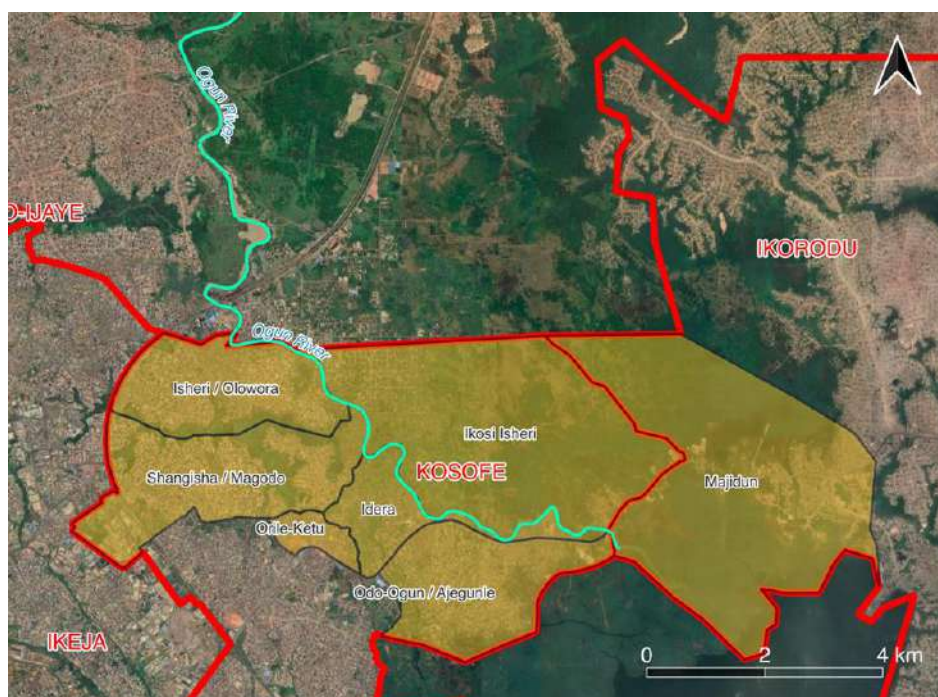 Ogun River
O-IJAYE
IKORODU
Ogun River
Isheri / Olowora
Ikosi Isheri
KOSOFE
Shangisha / Magodo
Majidun
Idera
Orile-Ketu
Odo-Ogun / Ajegunle
IKEJA
0 2 4 km